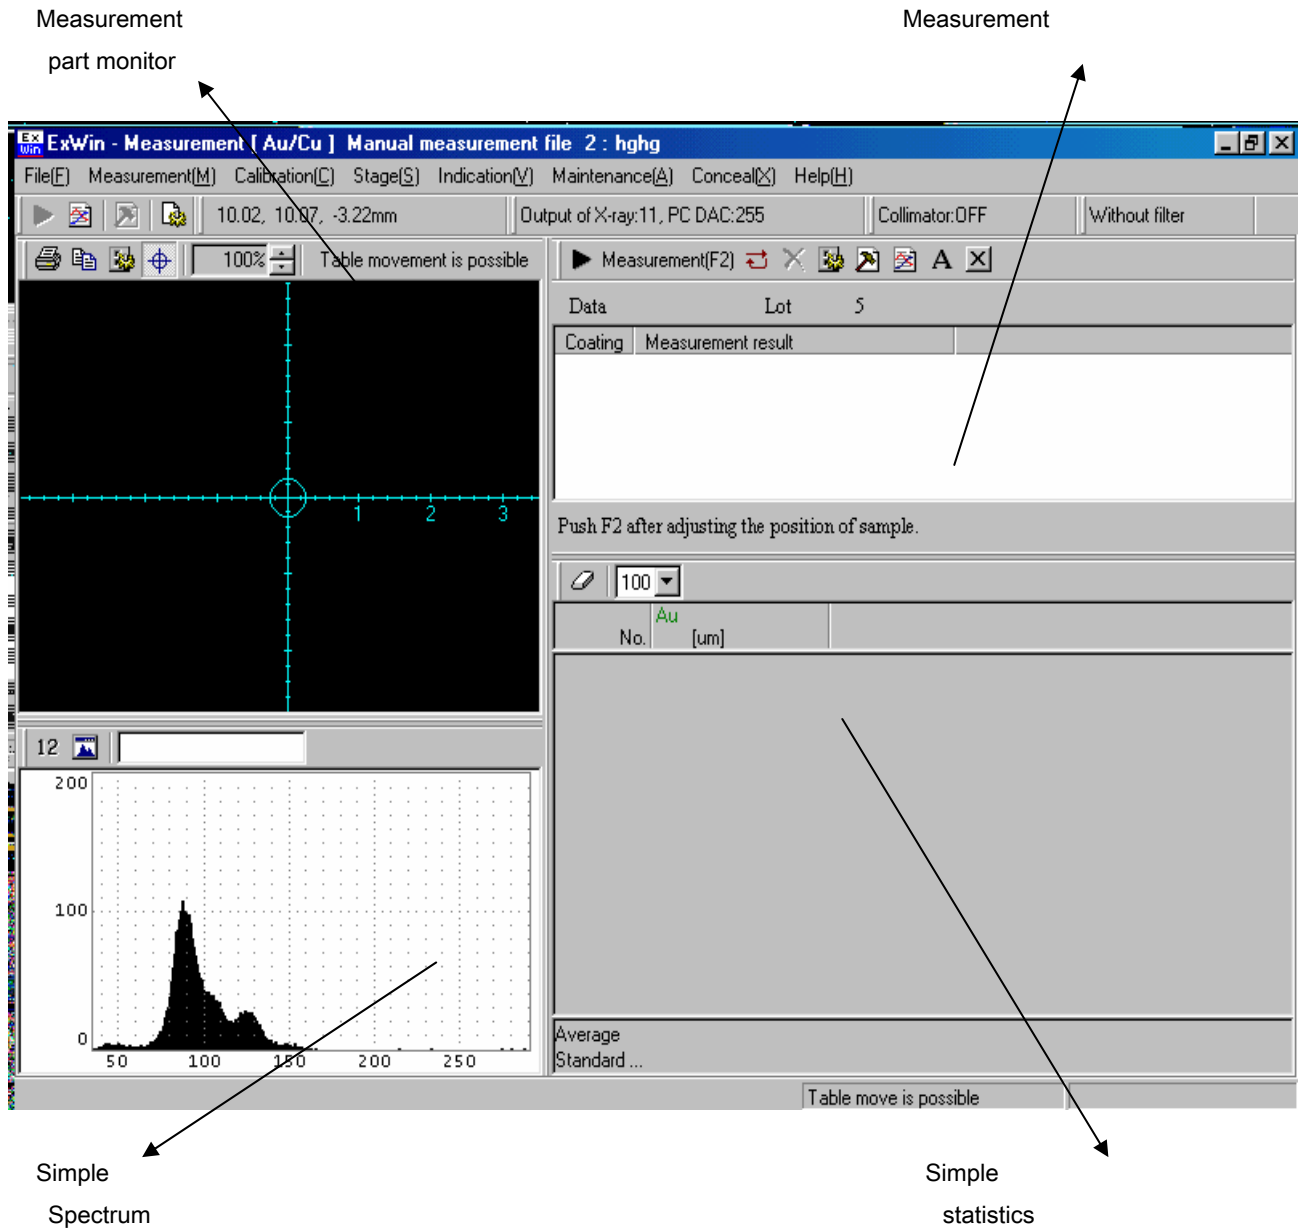 Measurement
part monitor
Measurement
Ex Win ExWin - Measurement [ Au/Cu ] Manual measurement file 2 : hghg
File(F) Measurement(M) Calibration(C) Stage(S) Indication(V) Maintenance(A) Conceal(X) Help(H)
10.02, 10.07, -3.22mm Output of X-ray:11, PC DAC:255 Collimator:OFF Without filter
100% Table movement is possible
Measurement(F2) A X
Data Lot 5
Coating Measurement result
1 2 3
Push F2 after adjusting the position of sample.
100
Au
No. [um]
12
200
100
0
50 100 150 200 250
Average
Standard ...
Table move is possible
Simple
Spectrum
Simple
statistics